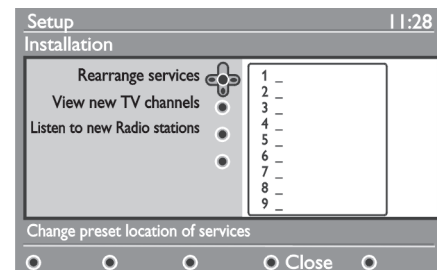 Setup 11:28
Installation
Rearrange services
View new TV channels
Listen to new Radio stations
1 _
2 _
3 _
4 _
5 _
6 _
7 _
8 _
9 _
Change preset location of services
Close